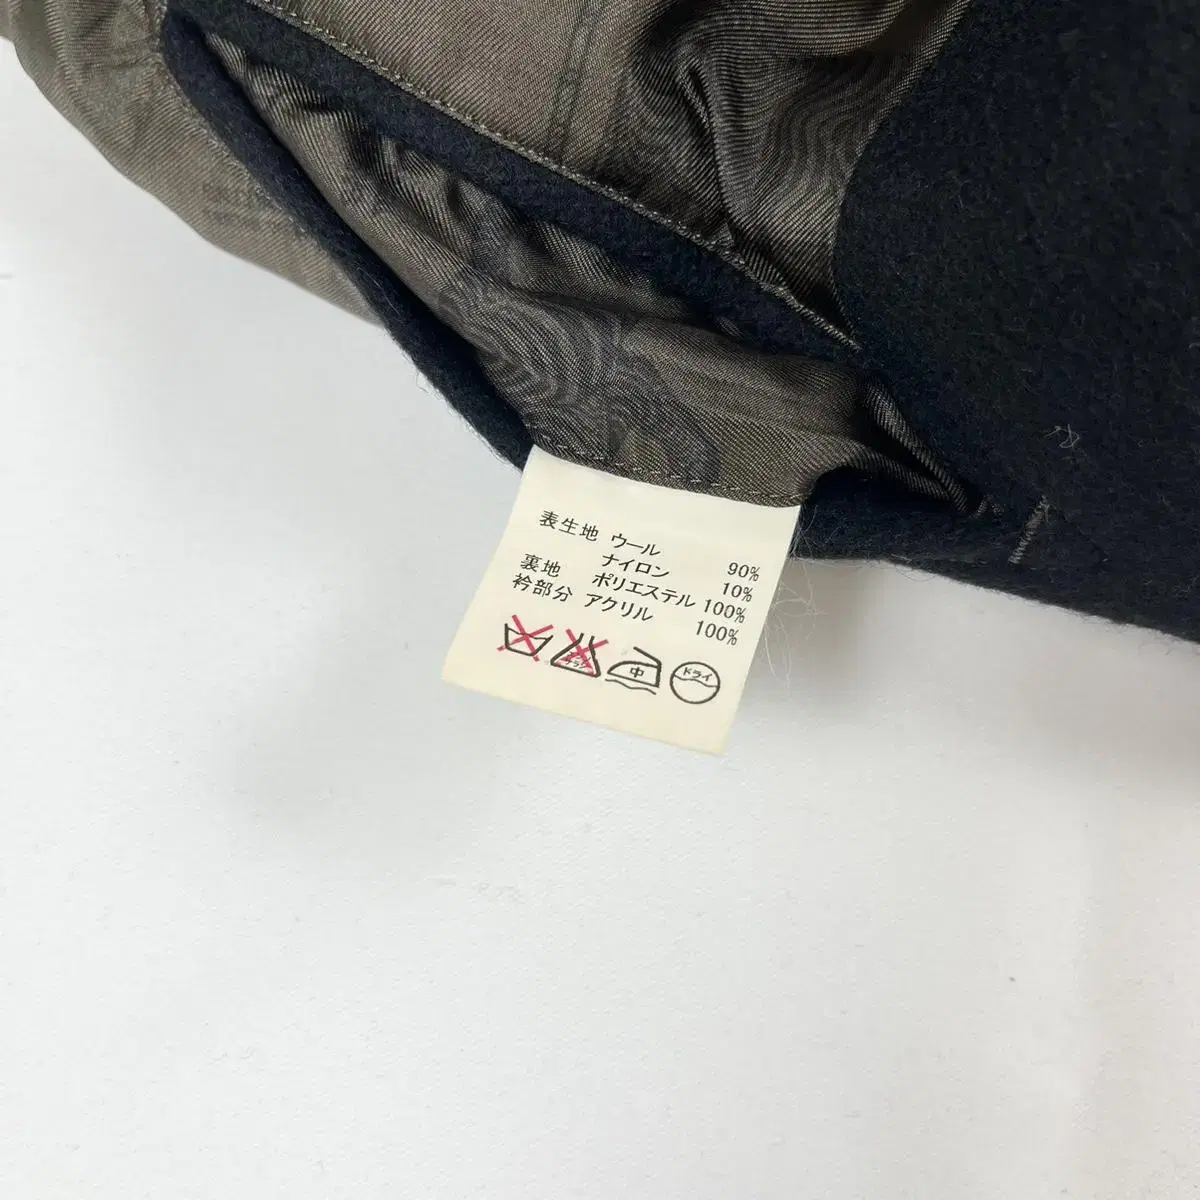 表生地 ウール 90%
ナイロン 10%
裏地 ポリエステル 100%
衿部分 アクリル 100%
中 ドライ